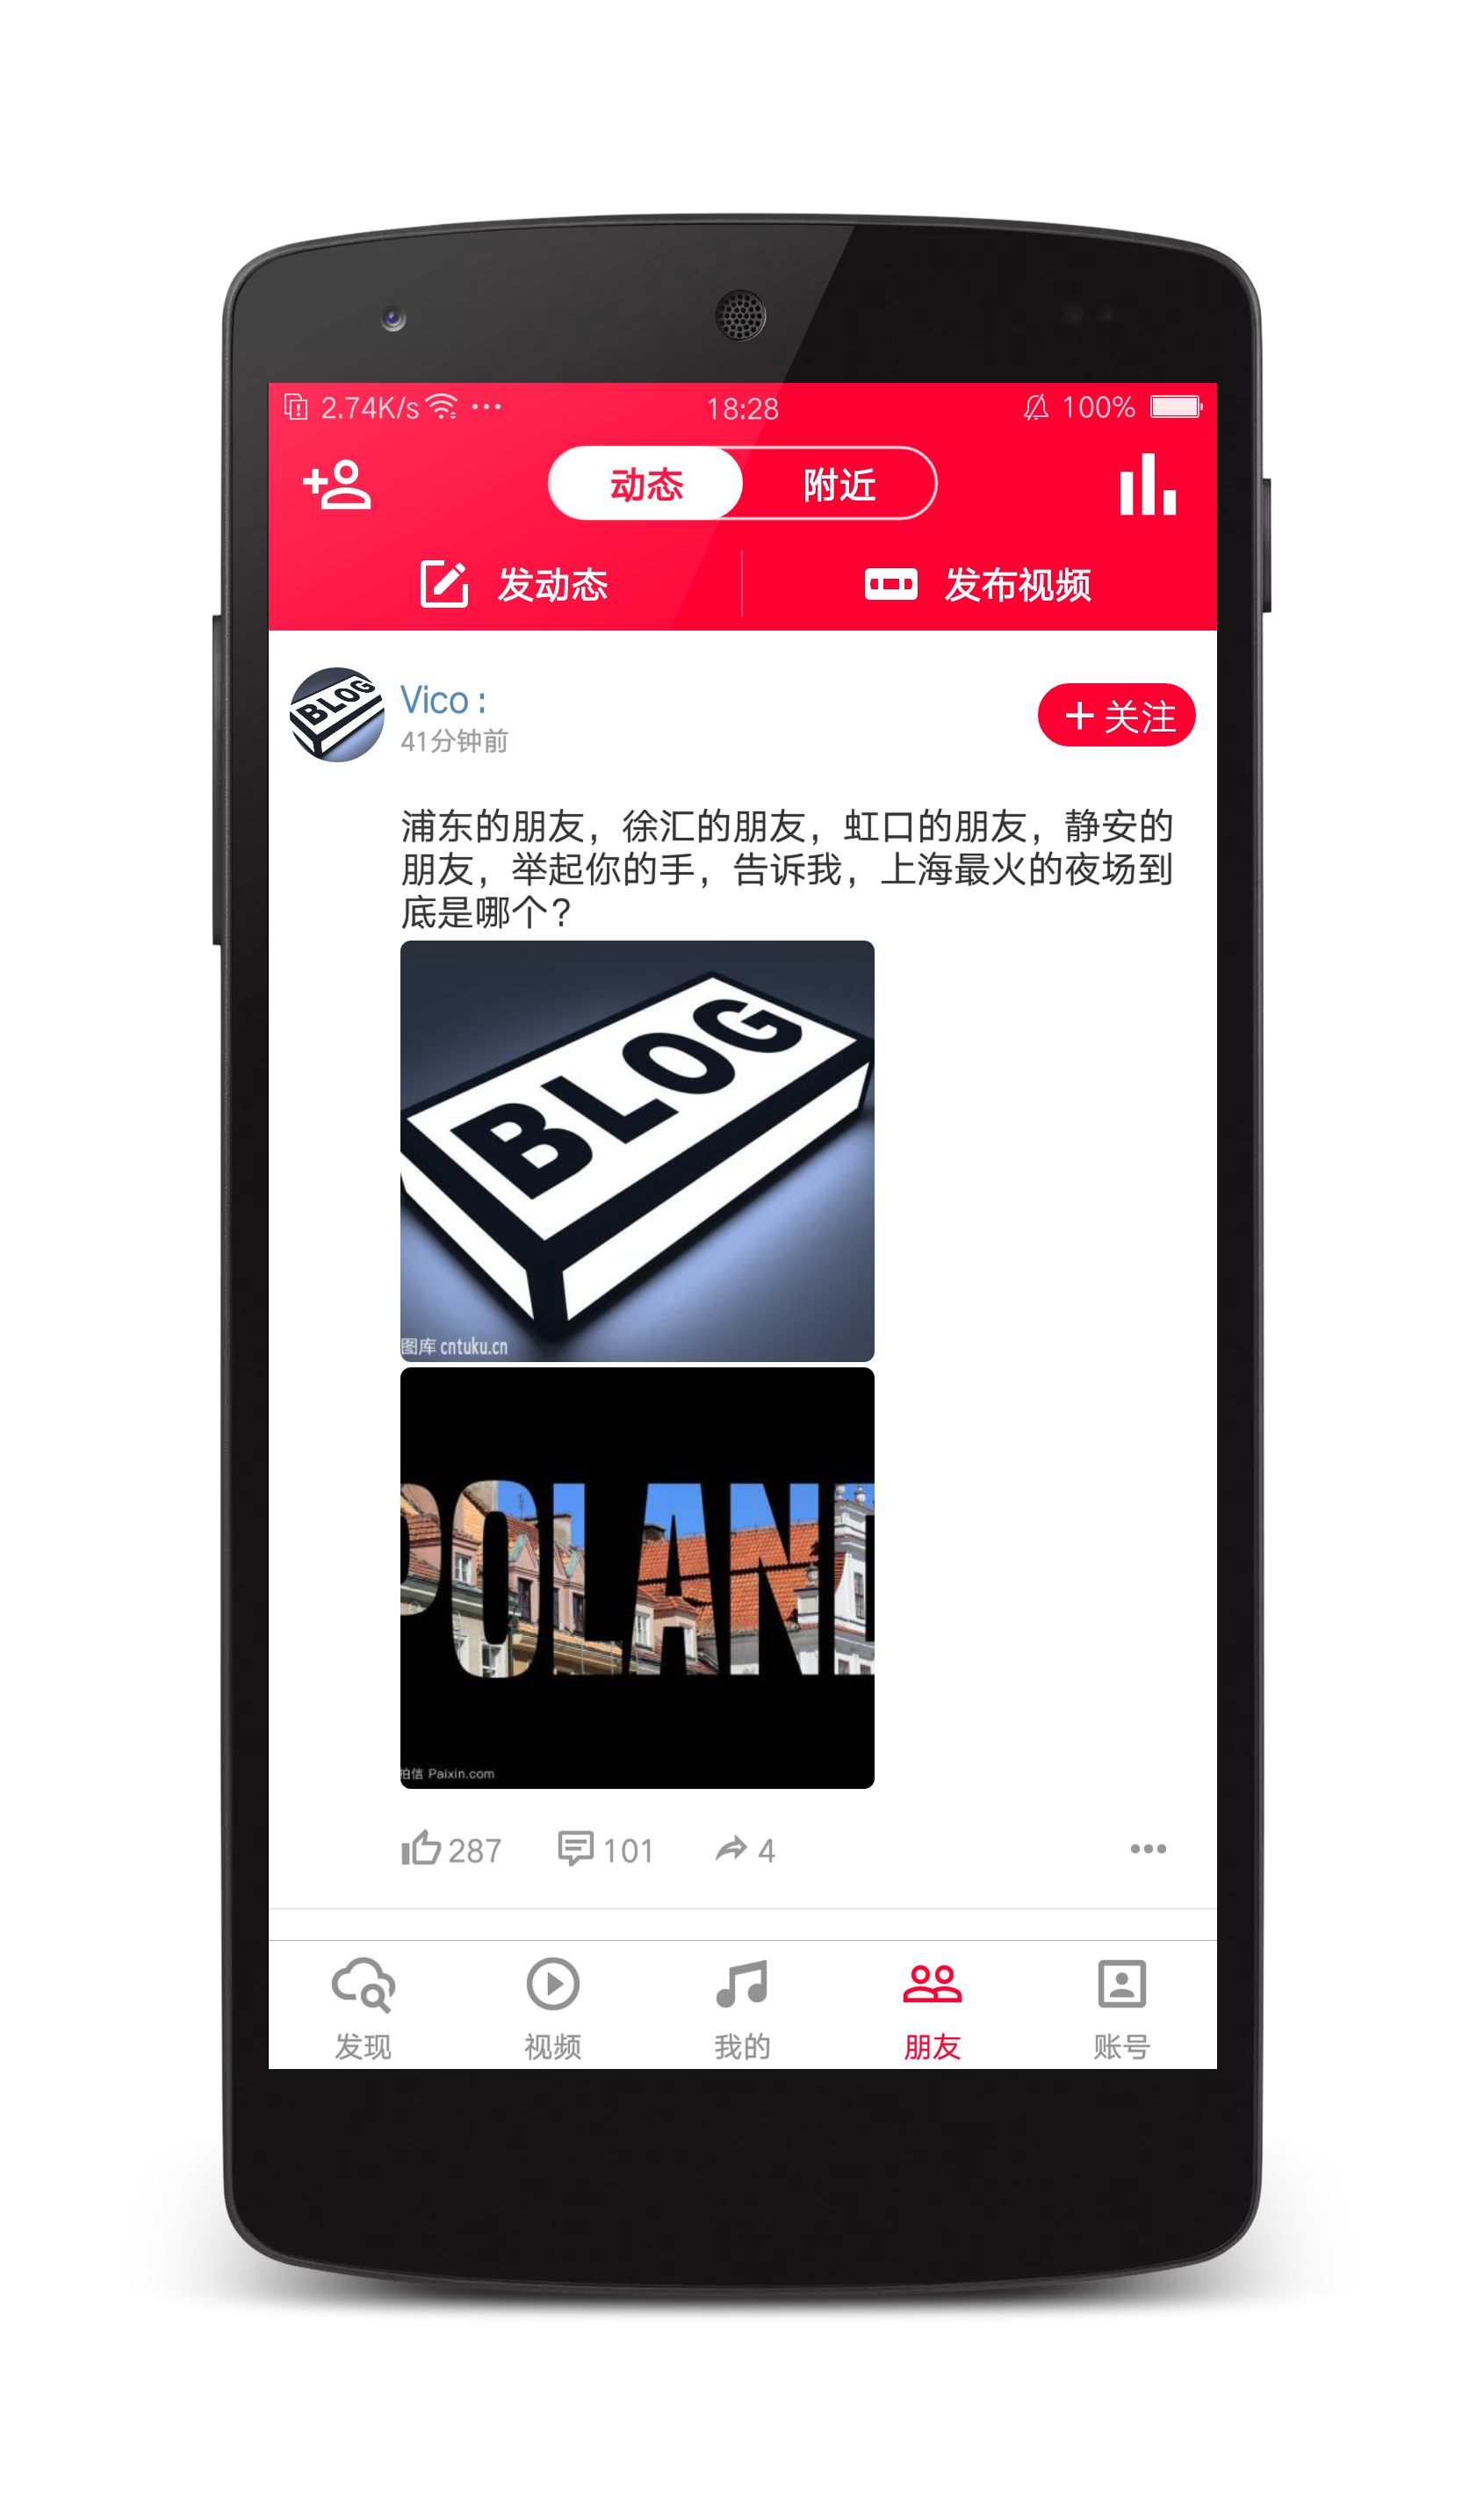 2.74K/s
18:28
100%
动态
附近
发动态
发布视频
BLOG
Vico :
41分钟前
+关注
浦东的朋友，徐汇的朋友，虹口的朋友，静安的
朋友，举起你的手，告诉我，上海最火的夜场到
底是哪个？
BLOG
图库 cntuku.cn
POLAND
拍信 Paixin.com
287
101
4
发现
视频
我的
朋友
账号